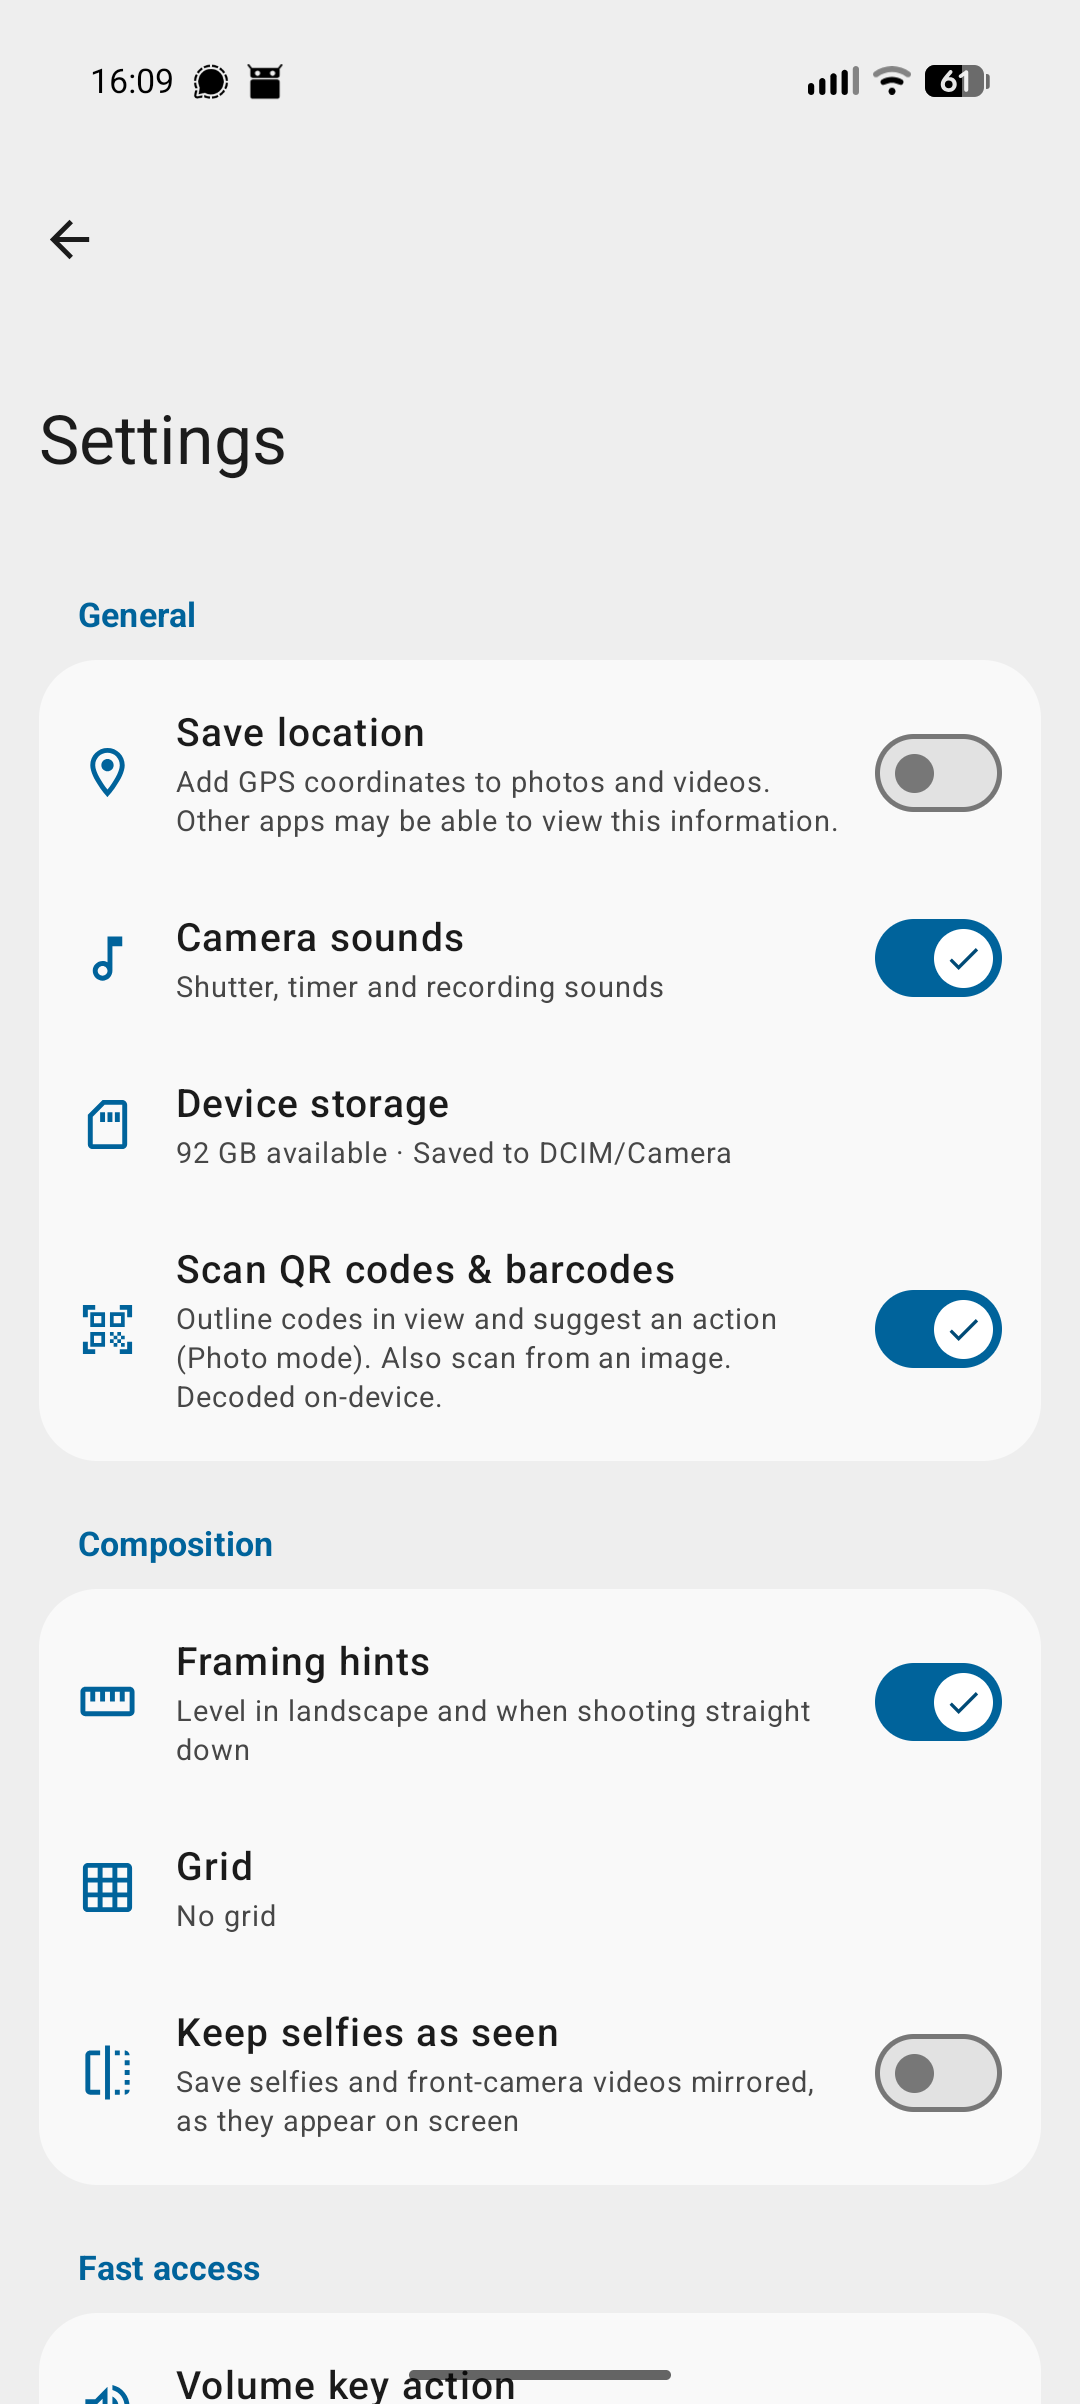 16:09
61
Settings
General
Save location
Add GPS coordinates to photos and videos.
Other apps may be able to view this information.
Camera sounds
Shutter, timer and recording sounds
Device storage
92 GB available · Saved to DCIM/Camera
Scan QR codes & barcodes
Outline codes in view and suggest an action
(Photo mode). Also scan from an image.
Decoded on-device.
Composition
Framing hints
Level in landscape and when shooting straight
down
Grid
No grid
Keep selfies as seen
Save selfies and front-camera videos mirrored,
as they appear on screen
Fast access
Volume key action